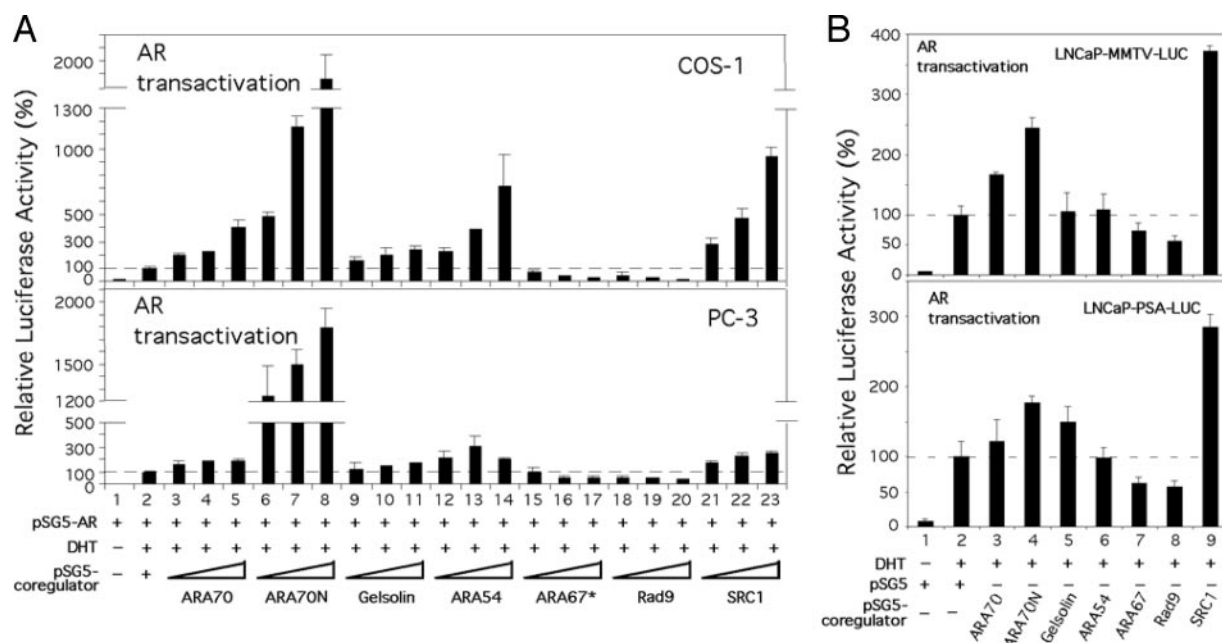 A
AR
transactivation
COS-1
2000
1300
1000
500
300
100
0
Relative Luciferase Activity (%)
AR
transactivation
PC-3
2000
1500
1200
500
300
100
0
1 2 3 4 5 6 7 8 9 10 11 12 13 14 15 16 17 18 19 20 21 22 23
pSG5-AR + + + + + + + + + + + + + + + + + + + + + + +
DHT − + + + + + + + + + + + + + + + + + + + + + +
pSG5-
coregulator − +
ARA70 ARA70N Gelsolin ARA54 ARA67* Rad9 SRC1
B
AR
transactivation
LNCaP-MMTV-LUC
400
300
200
100
50
0
Relative Luciferase Activity (%)
AR
transactivation
LNCaP-PSA-LUC
300
200
100
50
0
1 2 3 4 5 6 7 8 9
DHT − + + + + + + + +
pSG5 + + − − − − − − −
pSG5-
coregulator − − ARA70 ARA70N Gelsolin ARA54 ARA67 Rad9 SRC1